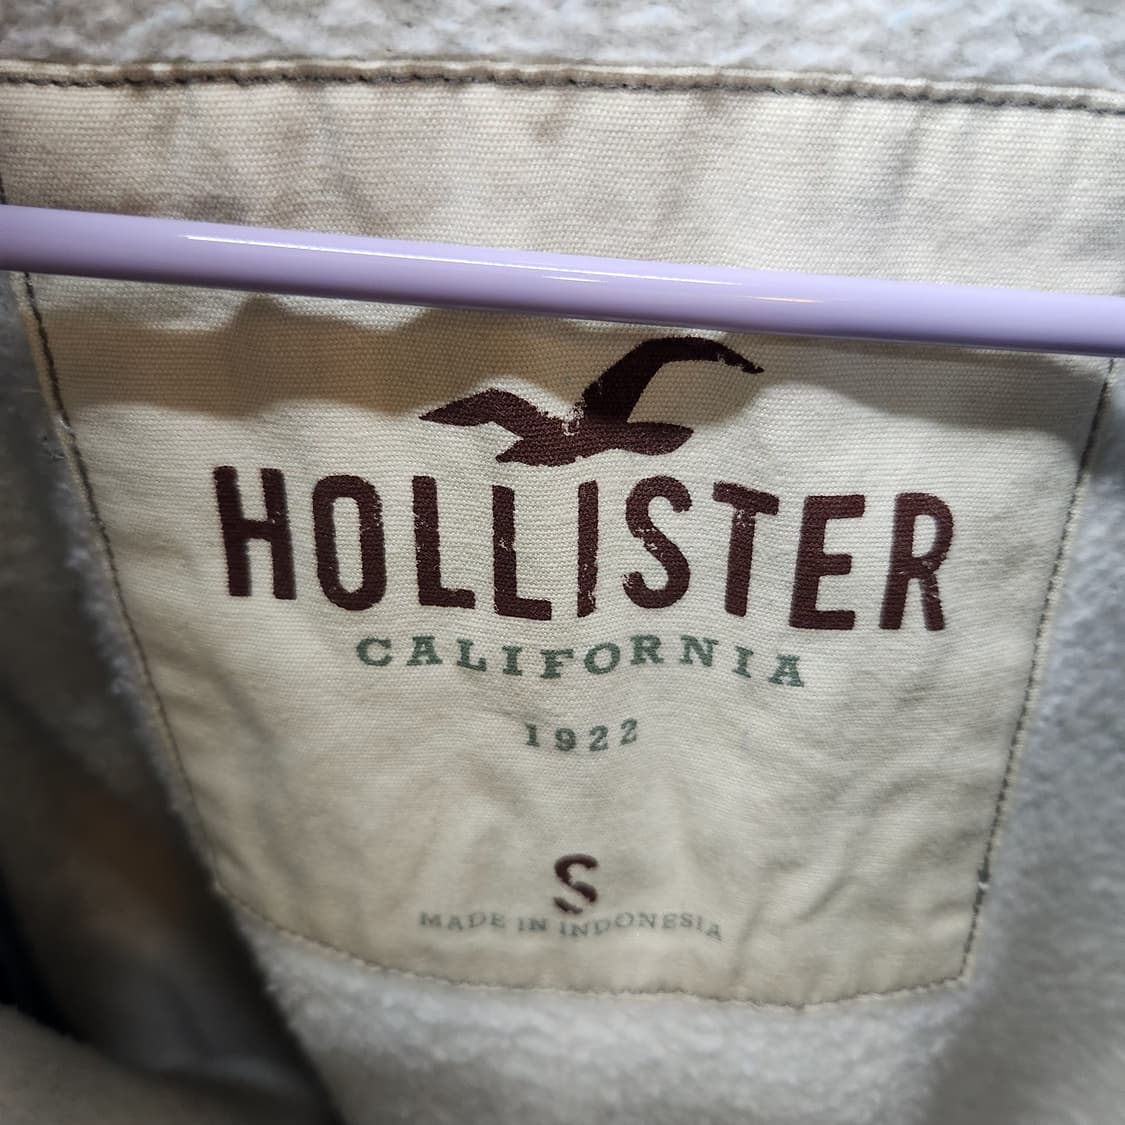 HOLLISTER
CALIFORNIA
1922
S
MADE IN INDONESIA